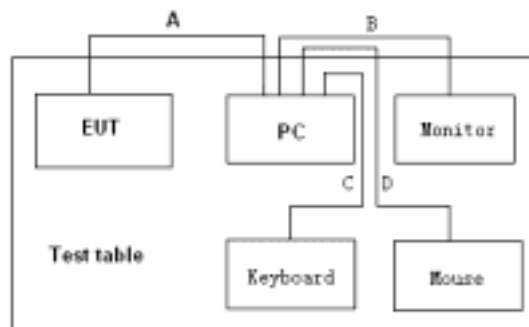 A
B
EUT
PC
Monitor
C
D
Test table
Keyboard
Mouse